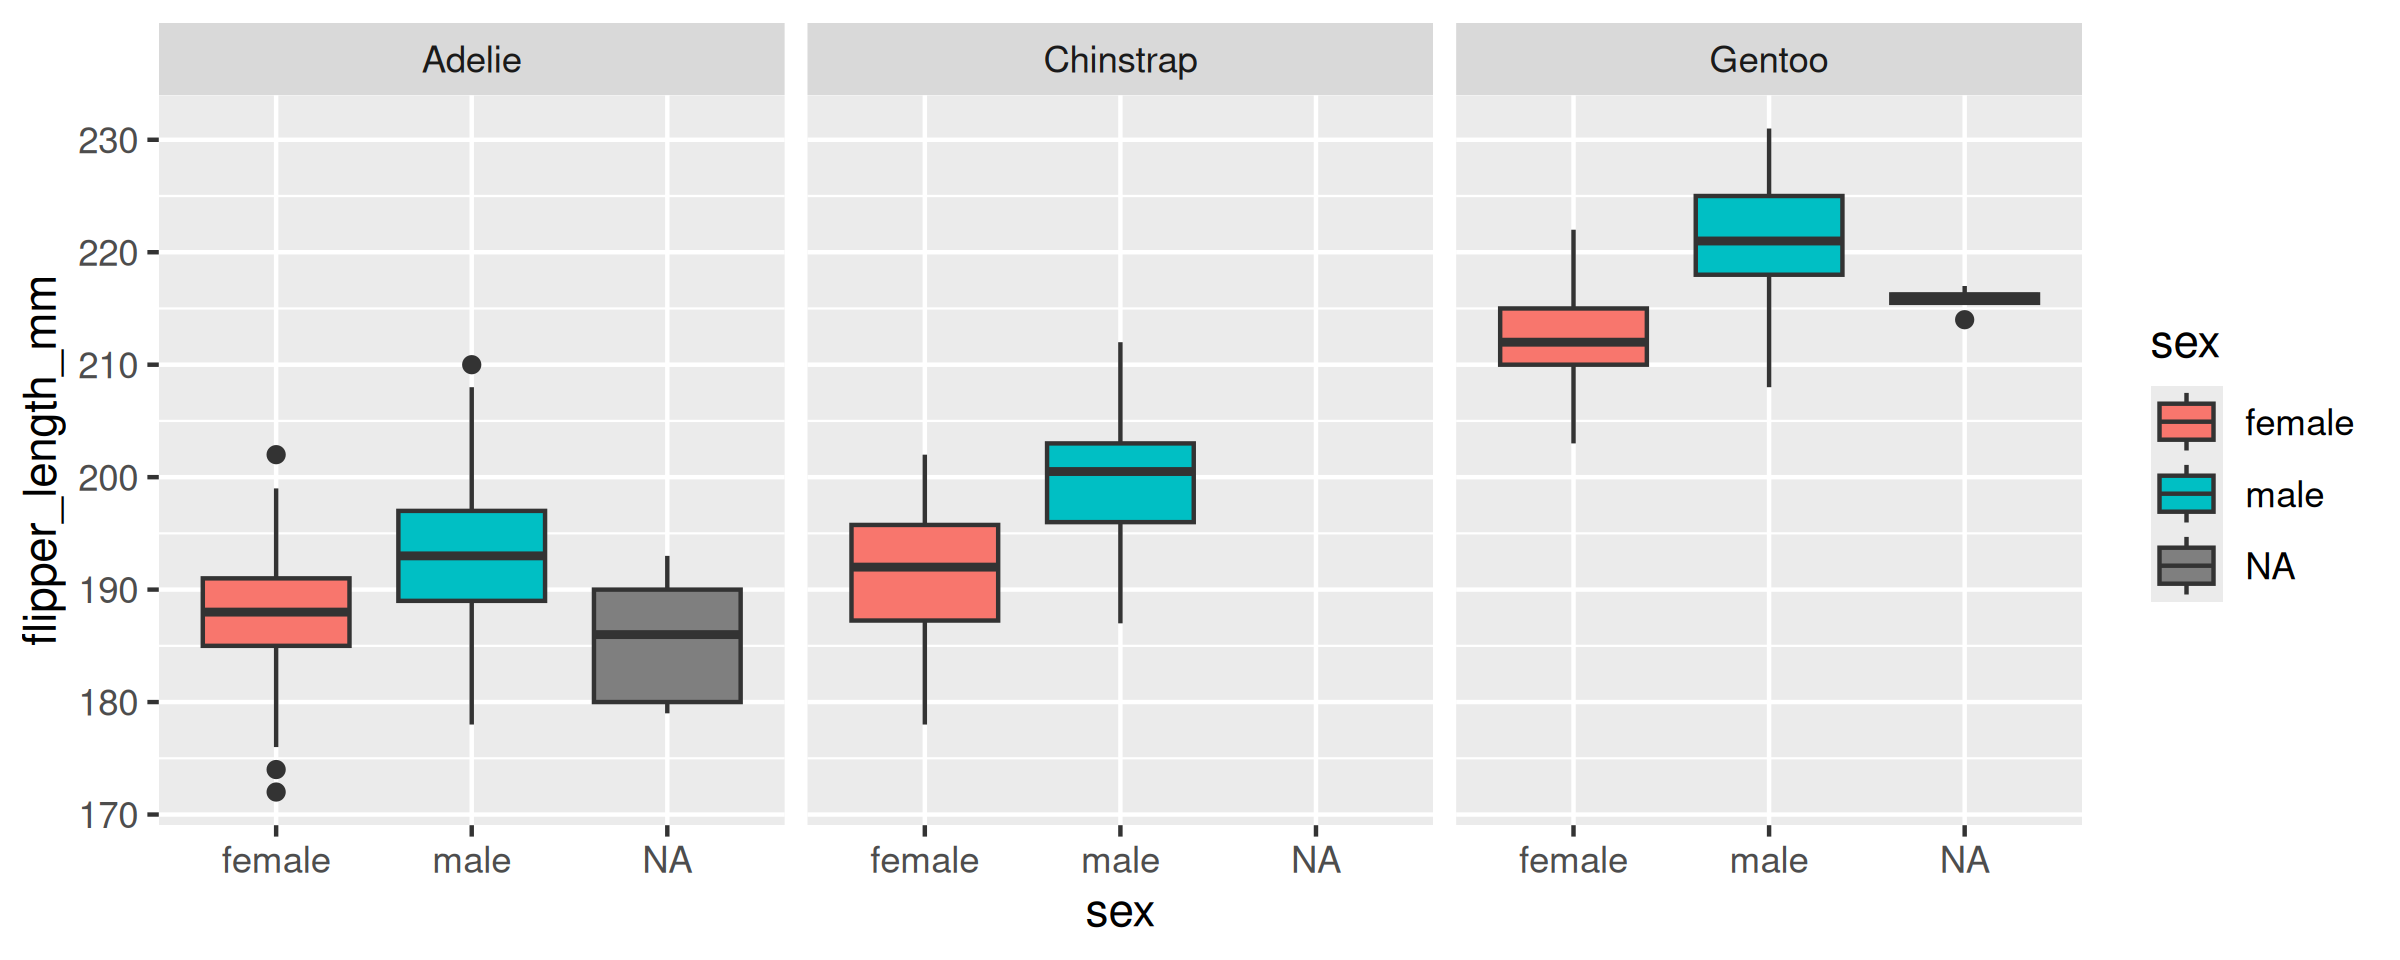 Adelie
Chinstrap
Gentoo
flipper_length_mm
230
220
210
200
190
180
170
female male NA
female male NA
female male NA
sex
sex
female
male
NA